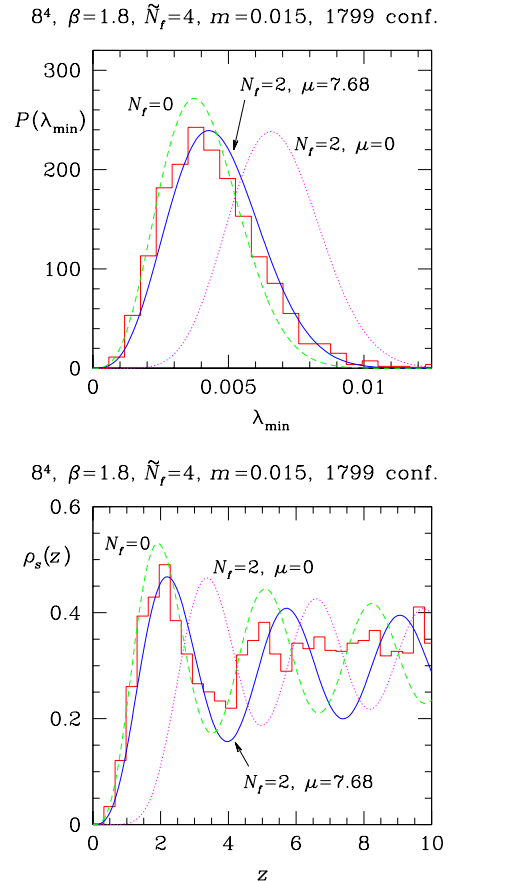 8⁴, β=1.8, Ñ_f=4, m=0.015, 1799 conf.
300
N_f=2, μ=7.68
N_f=0
P(λ_min)
N_f=2, μ=0
200
100
0
0 0.005 0.01
λ_min
8⁴, β=1.8, Ñ_f=4, m=0.015, 1799 conf.
0.6
N_f=0
ρ_s(z)
N_f=2, μ=0
0.4
0.2
N_f=2, μ=7.68
0
0 2 4 6 8 10
z